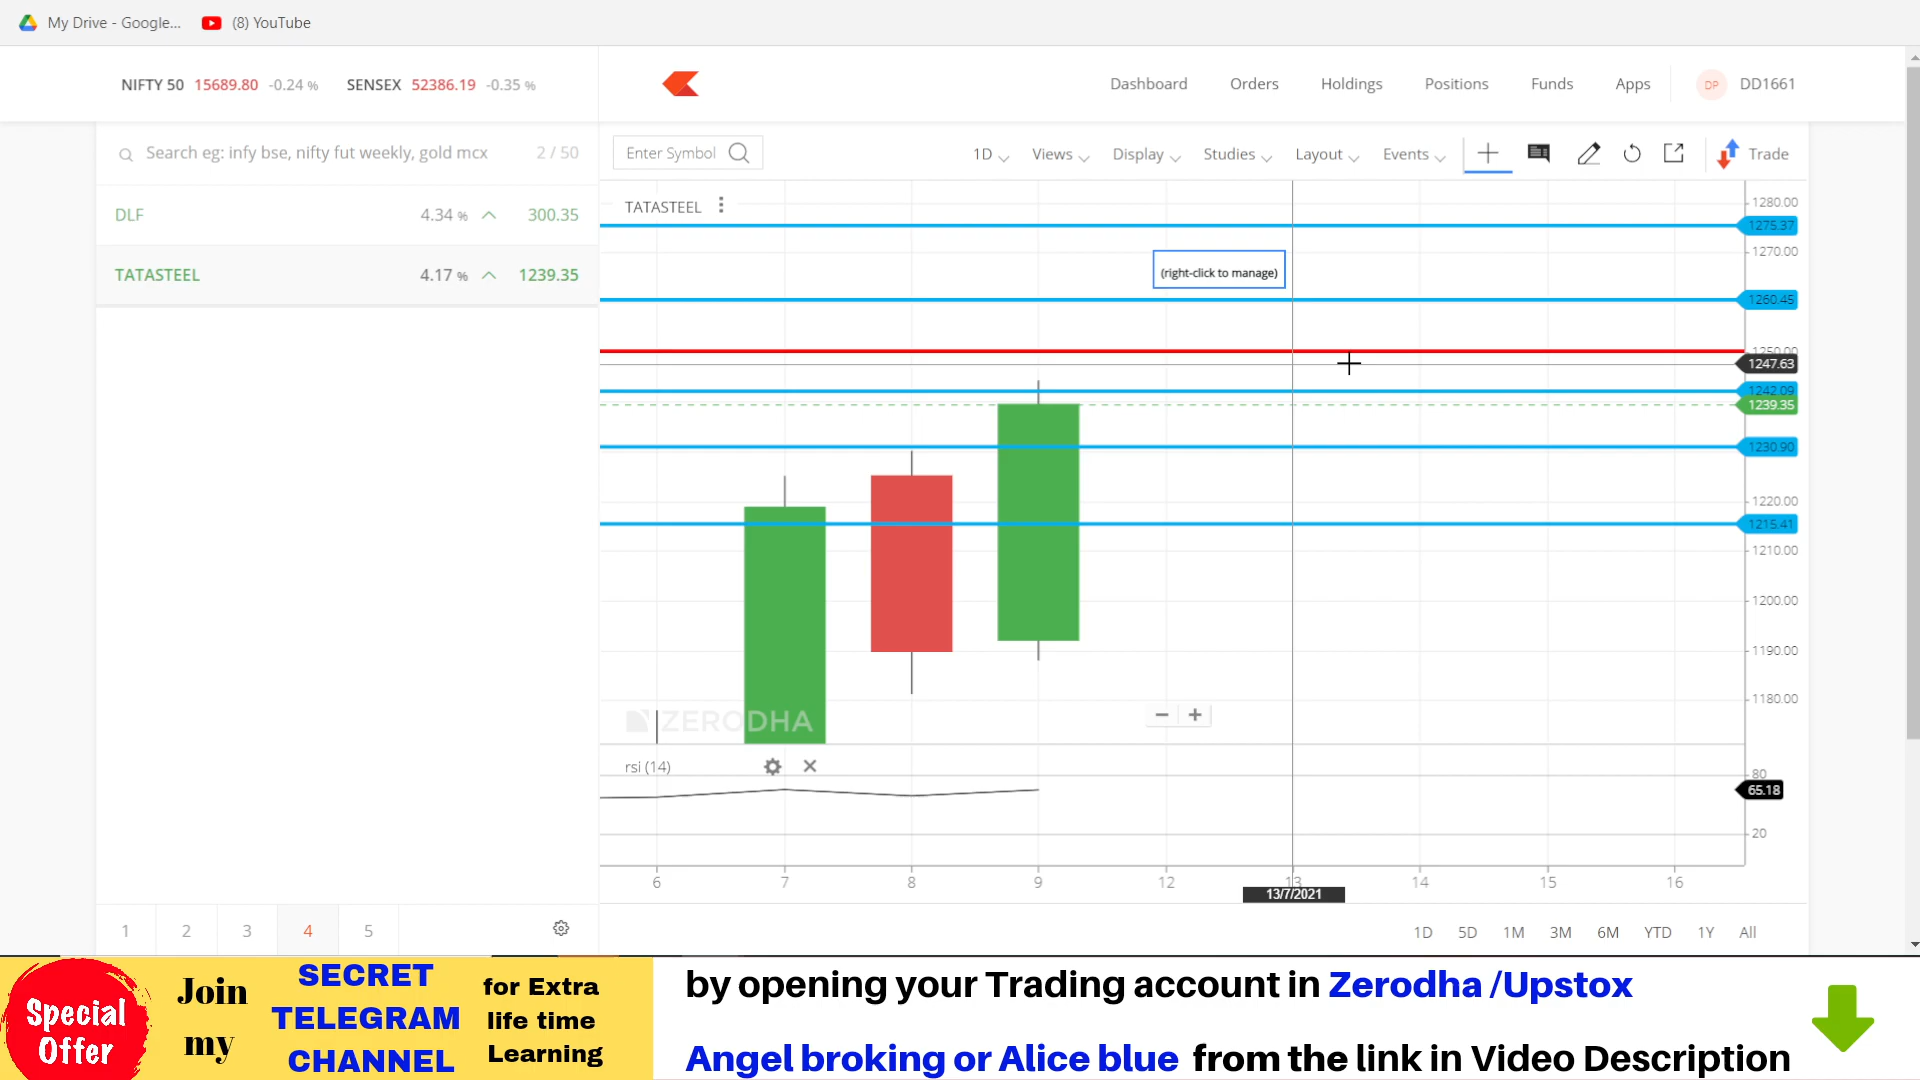 My Drive - Google...
(8) YouTube
NIFTY 50 15689.80 -0.24 %
SENSEX 52386.19 -0.35 %
Dashboard
Orders
Holdings
Positions
Funds
Apps
DP
DD1661
Search eg: infy bse, nifty fut weekly, gold mcx
2 / 50
DLF 4.34 % 300.35
TATASTEEL 4.17 % 1239.35
Enter Symbol
1D
Views
Display
Studies
Layout
Events
Trade
TATASTEEL
(right-click to manage)
1280.00
1275.37
1270.00
1260.45
1250.00
1247.63
1242.09
1239.35
1230.90
1220.00
1215.41
1210.00
1200.00
1190.00
1180.00
ZERODHA
rsi (14)
80
65.18
20
6 7 8 9 12 13 14 15 16
13/7/2021
1 2 3 4 5
1D 5D 1M 3M 6M YTD 1Y All
Special
Offer
Join
my
SECRET
TELEGRAM
CHANNEL
for Extra
life time
Learning
by opening your Trading account in Zerodha /Upstox
Angel broking or Alice blue from the link in Video Description